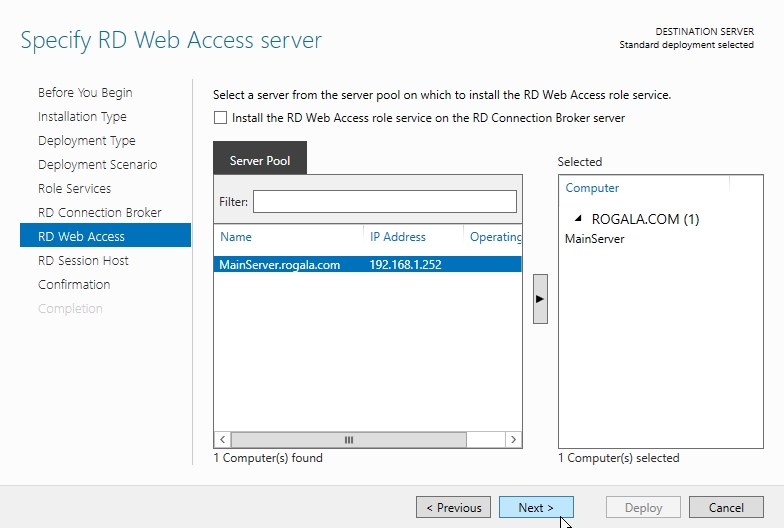 Specify RD Web Access server
DESTINATION SERVER
Standard deployment selected
Before You Begin
Installation Type
Deployment Type
Deployment Scenario
Role Services
RD Connection Broker
RD Web Access
RD Session Host
Confirmation
Completion
Select a server from the server pool on which to install the RD Web Access role service.
Install the RD Web Access role service on the RD Connection Broker server
Server Pool
Filter:
Name IP Address Operating
MainServer.rogala.com 192.168.1.252
1 Computer(s) found
Selected
Computer
ROGALA.COM (1)
MainServer
1 Computer(s) selected
< Previous Next > Deploy Cancel